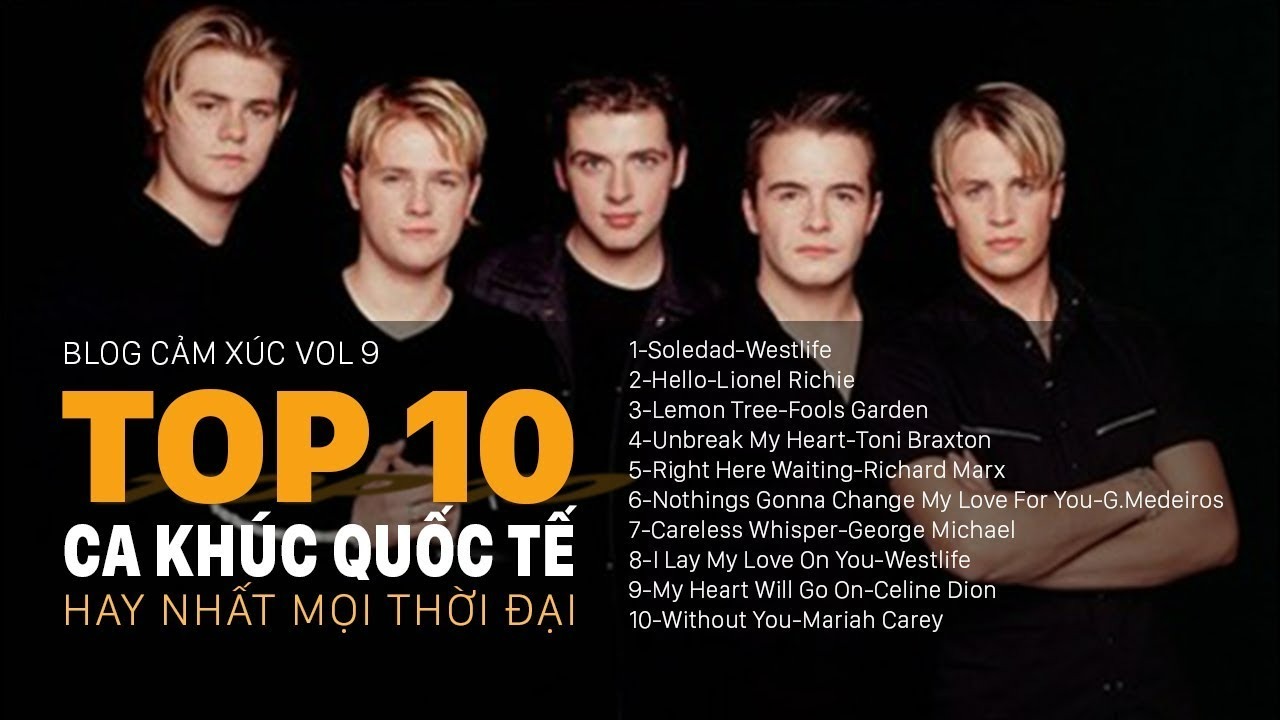 BLOG CẢM XÚC VOL 9
TOP 10
CA KHÚC QUỐC TẾ
HAY NHẤT MỌI THỜI ĐẠI
1-Soledad-Westlife
2-Hello-Lionel Richie
3-Lemon Tree-Fools Garden
4-Unbreak My Heart-Toni Braxton
5-Right Here Waiting-Richard Marx
6-Nothings Gonna Change My Love For You-G.Medeiros
7-Careless Whisper-George Michael
8-I Lay My Love On You-Westlife
9-My Heart Will Go On-Celine Dion
10-Without You-Mariah Carey